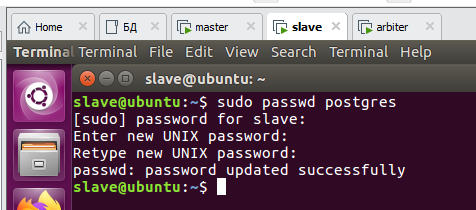 Home БД master slave arbiter
Terminal Terminal File Edit View Search Terminal Help
slave@ubuntu: ~
slave@ubuntu:~$ sudo passwd postgres
[sudo] password for slave:
Enter new UNIX password:
Retype new UNIX password:
passwd: password updated successfully
slave@ubuntu:~$